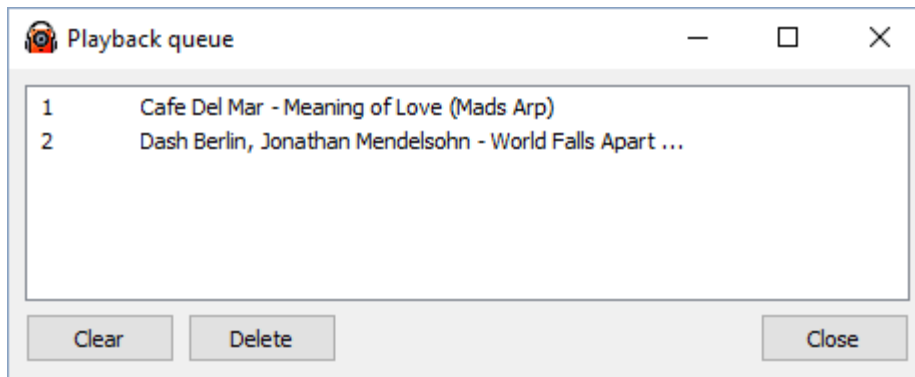 Playback queue
1 Cafe Del Mar - Meaning of Love (Mads Arp)
2 Dash Berlin, Jonathan Mendelsohn - World Falls Apart ...
Clear Delete Close